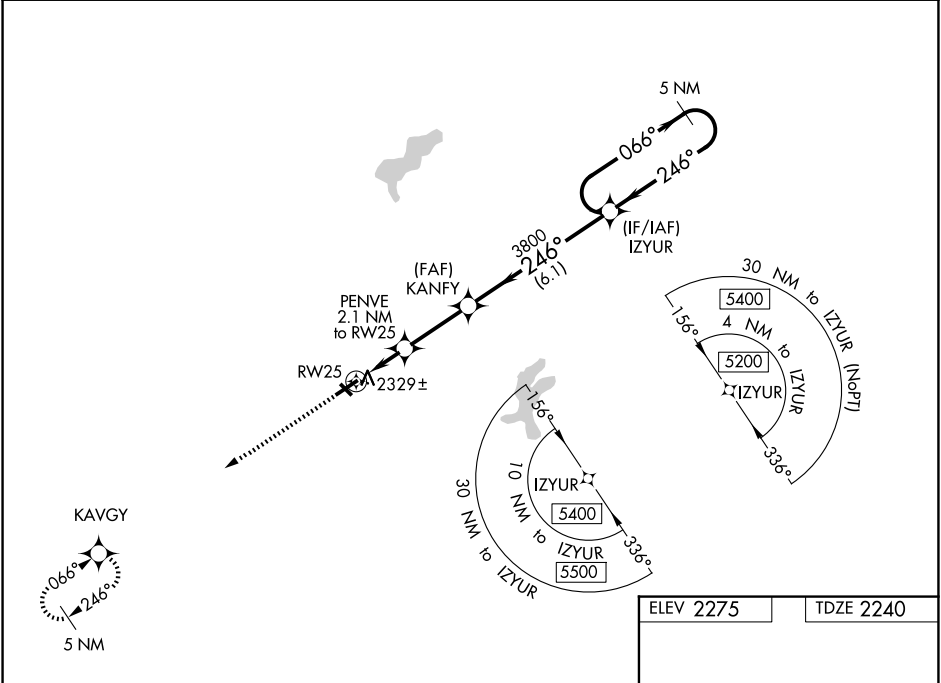 5 NM
066°
246°
(IF/IAF)
IZYUR
3800
246°
(6.1)
(FAF)
KANFY
PENVE
2.1 NM
to RW25
RW25
2329±
30 NM to IZYUR (NoPT)
5400
156°
4 NM to IZYUR
5200
IZYUR
336°
156°
IZYUR
10 NM to IZYUR
5400
336°
30 NM to IZYUR
5500
KAVGY
066°
246°
5 NM
ELEV 2275
TDZE 2240